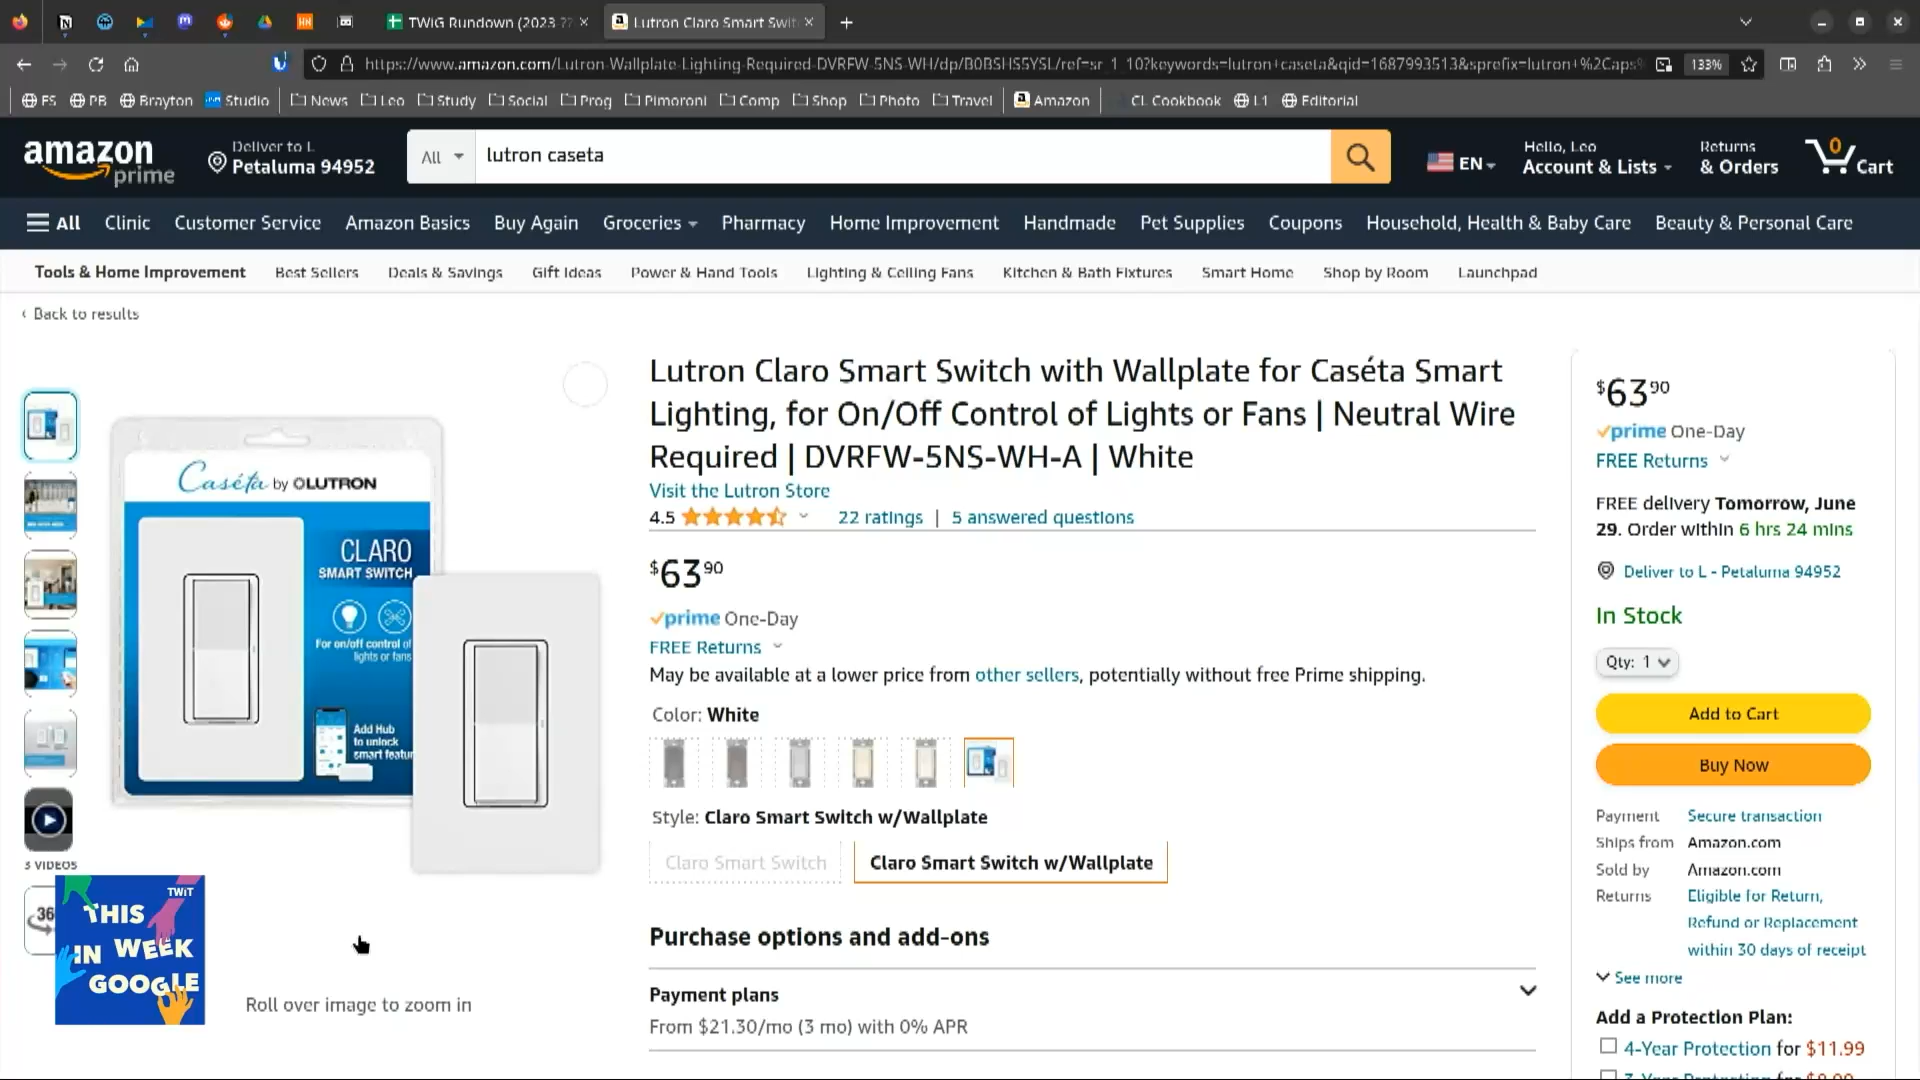 TWiG Rundown (2023 ??
Lutron Claro Smart Swit
https://www.amazon.com/Lutron-Wallplate-Lighting-Required-DVRFW-5NS-WH/dp/B0BSHS5YSL/ref=sr_1_10?keywords=lutron+caseta&qid=1687993513&sprefix=lutron+%2Caps%
133%
FS
PB
Brayton
Studio
News
Leo
Study
Social
Prog
Pimoroni
Comp
Shop
Photo
Travel
Amazon
CL Cookbook
L1
Editorial
amazon prime
Deliver to L
Petaluma 94952
All
lutron caseta
EN
Hello, Leo
Account & Lists
Returns
& Orders
0
Cart
All
Clinic
Customer Service
Amazon Basics
Buy Again
Groceries
Pharmacy
Home Improvement
Handmade
Pet Supplies
Coupons
Household, Health & Baby Care
Beauty & Personal Care
Tools & Home Improvement
Best Sellers
Deals & Savings
Gift Ideas
Power & Hand Tools
Lighting & Ceiling Fans
Kitchen & Bath Fixtures
Smart Home
Shop by Room
Launchpad
‹ Back to results
Caséta by LUTRON
CLARO
SMART SWITCH
For on/off control of
lights or fans
Add Hub
to unlock
smart featur
3 VIDEOS
36
TWiT
THIS
IN WEEK
GOOGLE
Roll over image to zoom in
Lutron Claro Smart Switch with Wallplate for Caséta Smart
Lighting, for On/Off Control of Lights or Fans | Neutral Wire
Required | DVRFW-5NS-WH-A | White
Visit the Lutron Store
4.5
22 ratings | 5 answered questions
$63.90
prime One-Day
FREE Returns
May be available at a lower price from other sellers, potentially without free Prime shipping.
Color: White
Style: Claro Smart Switch w/Wallplate
Claro Smart Switch
Claro Smart Switch w/Wallplate
Purchase options and add-ons
Payment plans
From $21.30/mo (3 mo) with 0% APR
$63.90
prime One-Day
FREE Returns
FREE delivery Tomorrow, June
29. Order within 6 hrs 24 mins
Deliver to L - Petaluma 94952
In Stock
Qty: 1
Add to Cart
Buy Now
Payment Secure transaction
Ships from Amazon.com
Sold by Amazon.com
Returns Eligible for Return,
Refund or Replacement
within 30 days of receipt
See more
Add a Protection Plan:
4-Year Protection for $11.99